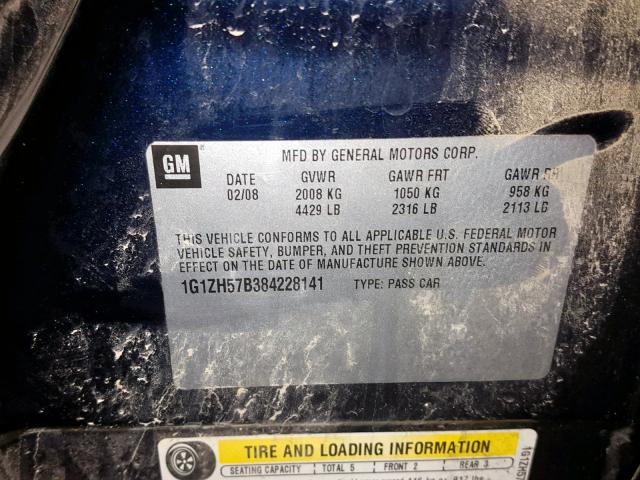 GM
MFD BY GENERAL MOTORS CORP.
DATE GVWR GAWR FRT GAWR RR
02/08 2008 KG 1050 KG 958 KG
4429 LB 2316 LB 2113 LB
THIS VEHICLE CONFORMS TO ALL APPLICABLE U.S. FEDERAL MOTOR
VEHICLE SAFETY, BUMPER, AND THEFT PREVENTION STANDARDS IN
EFFECT ON THE DATE OF MANUFACTURE SHOWN ABOVE.
1G1ZH57B384228141 TYPE: PASS CAR
TIRE AND LOADING INFORMATION
SEATING CAPACITY TOTAL 5 FRONT 2 REAR 3
1G1ZH5